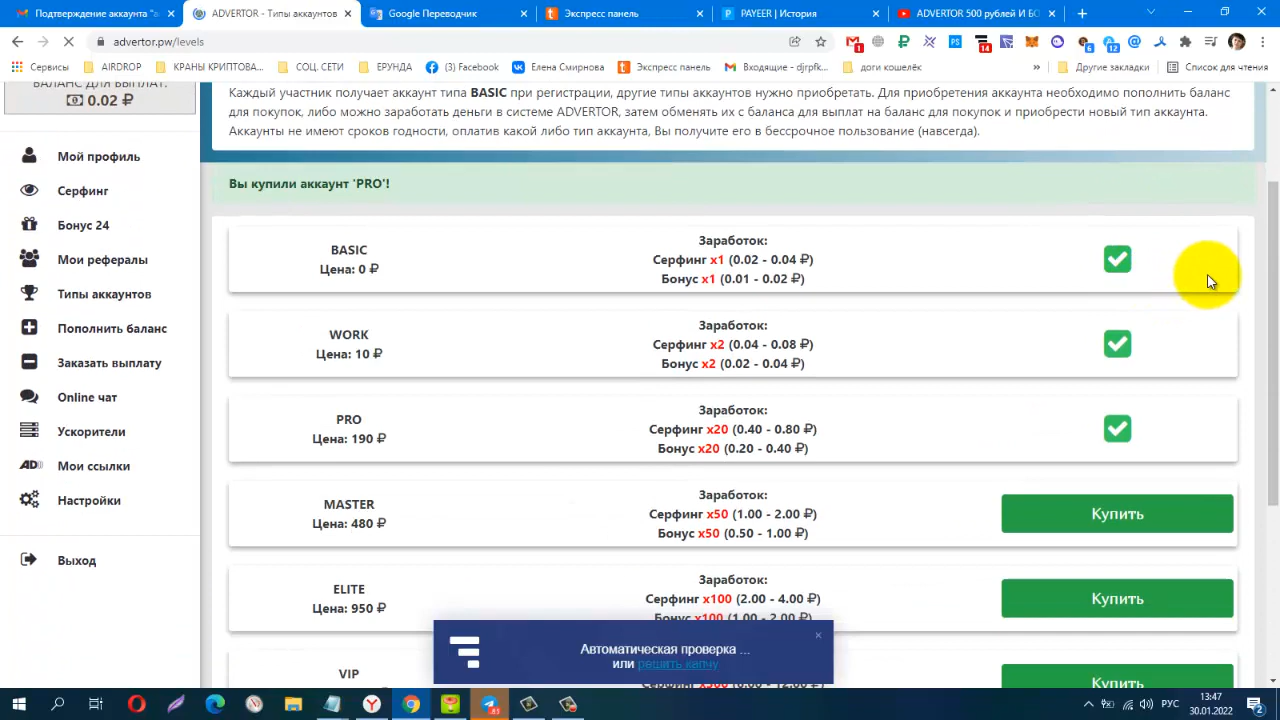 Подтверждение аккаунта "a
ADVERTOR - Типы аккаунтов
Google Переводчик
Экспресс панель
PAYEER | История
ADVERTOR 500 рублей И БО
advertor.pw/levels
Сервисы
AIRDROP
КРАНЫ КРИПТОВА...
СОЦ. СЕТИ
ЕРУНДА
(3) Facebook
Елена Смирнова
Экспресс панель
Входящие - djrpfk...
доги кошелёк
»
Другие закладки
Список для чтения
БАЛАНС ДЛЯ ВЫПЛАТ:
0.02 ₽
Мой профиль
Серфинг
Бонус 24
Мои рефералы
Типы аккаунтов
Пополнить баланс
Заказать выплату
Online чат
Ускорители
Мои ссылки
Настройки
Выход
Каждый участник получает аккаунт типа BASIC при регистрации, другие типы аккаунтов нужно приобретать. Для приобретения аккаунта необходимо пополнить баланс
для покупок, либо можно заработать деньги в системе ADVERTOR, затем обменять их с баланса для выплат на баланс для покупок и приобрести новый тип аккаунта.
Аккаунты не имеют сроков годности, оплатив какой либо тип аккаунта, Вы получите его в бессрочное пользование (навсегда).
Вы купили аккаунт 'PRO'!
BASIC
Цена: 0 ₽
Заработок:
Серфинг x1 (0.02 - 0.04 ₽)
Бонус x1 (0.01 - 0.02 ₽)
WORK
Цена: 10 ₽
Заработок:
Серфинг x2 (0.04 - 0.08 ₽)
Бонус x2 (0.02 - 0.04 ₽)
PRO
Цена: 190 ₽
Заработок:
Серфинг x20 (0.40 - 0.80 ₽)
Бонус x20 (0.20 - 0.40 ₽)
MASTER
Цена: 480 ₽
Заработок:
Серфинг x50 (1.00 - 2.00 ₽)
Бонус x50 (0.50 - 1.00 ₽)
Купить
ELITE
Цена: 950 ₽
Заработок:
Серфинг x100 (2.00 - 4.00 ₽)
Бонус x100 (1.00 - 2.00 ₽)
Купить
VIP
Купить
Автоматическая проверка ...
или решить капчу
РУС
13:47
30.01.2022